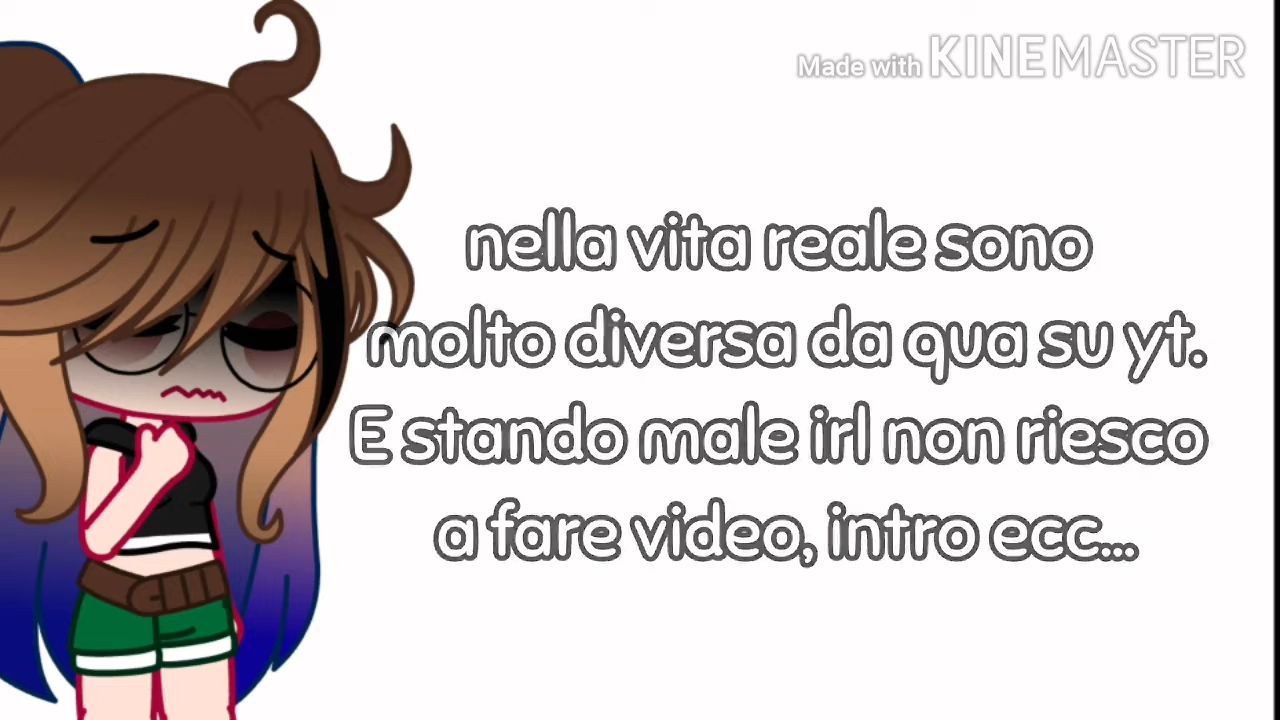 Made with KINEMASTER
nella vita reale sono
molto diversa da qua su yt.
E stando male irl non riesco
a fare video, intro ecc...